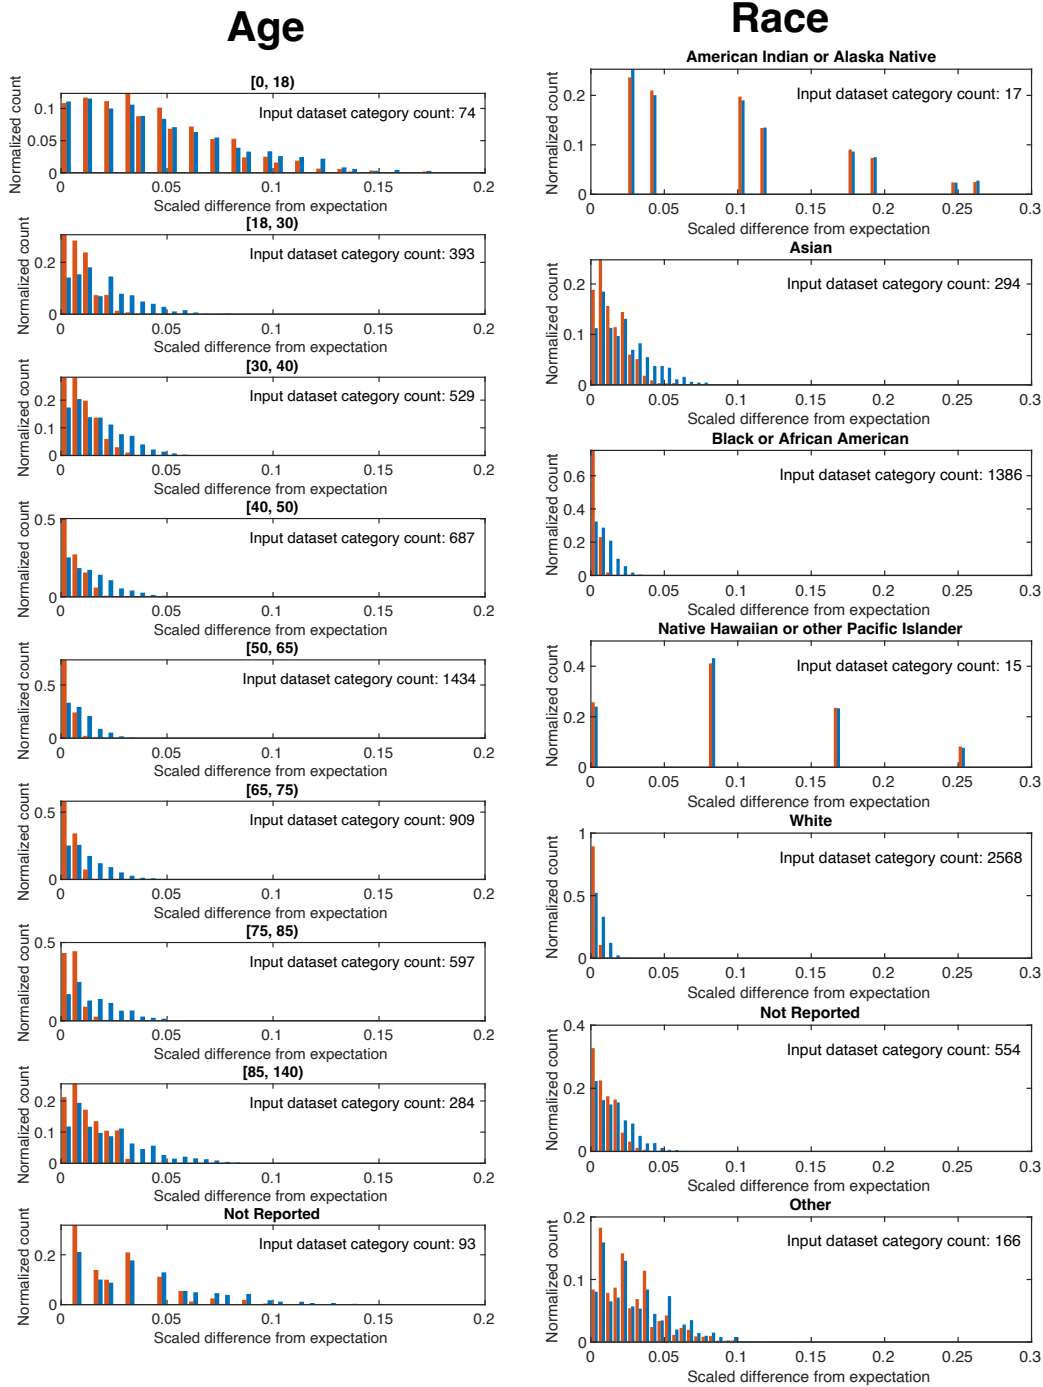 Age
[0, 18)
Normalized count
0.1
0.05
0
Input dataset category count: 74
0 0.05 0.1 0.15 0.2
Scaled difference from expectation
[18, 30)
Normalized count
0.2
0
Input dataset category count: 393
0 0.05 0.1 0.15 0.2
Scaled difference from expectation
[30, 40)
Normalized count
0.2
0.1
0
Input dataset category count: 529
0 0.05 0.1 0.15 0.2
Scaled difference from expectation
[40, 50)
Normalized count
0.5
0
Input dataset category count: 687
0 0.05 0.1 0.15 0.2
Scaled difference from expectation
[50, 65)
Normalized count
0.5
0
Input dataset category count: 1434
0 0.05 0.1 0.15 0.2
Scaled difference from expectation
[65, 75)
Normalized count
0.5
0
Input dataset category count: 909
0 0.05 0.1 0.15 0.2
Scaled difference from expectation
[75, 85)
Normalized count
0.5
0
Input dataset category count: 597
0 0.05 0.1 0.15 0.2
Scaled difference from expectation
[85, 140)
Normalized count
0.2
0.1
0
Input dataset category count: 284
0 0.05 0.1 0.15 0.2
Scaled difference from expectation
Not Reported
Normalized count
0.2
0
Input dataset category count: 93
0 0.05 0.1 0.15 0.2
Scaled difference from expectation
Race
American Indian or Alaska Native
Normalized count
0.2
0.1
0
Input dataset category count: 17
0 0.05 0.1 0.15 0.2 0.25 0.3
Scaled difference from expectation
Asian
Normalized count
0.2
0.1
0
Input dataset category count: 294
0 0.05 0.1 0.15 0.2 0.25 0.3
Scaled difference from expectation
Black or African American
Normalized count
0.6
0.4
0.2
0
Input dataset category count: 1386
0 0.05 0.1 0.15 0.2 0.25 0.3
Scaled difference from expectation
Native Hawaiian or other Pacific Islander
Normalized count
0.4
0.2
0
Input dataset category count: 15
0 0.05 0.1 0.15 0.2 0.25 0.3
Scaled difference from expectation
White
Normalized count
1
0.5
0
Input dataset category count: 2568
0 0.05 0.1 0.15 0.2 0.25 0.3
Scaled difference from expectation
Not Reported
Normalized count
0.4
0.2
0
Input dataset category count: 554
0 0.05 0.1 0.15 0.2 0.25 0.3
Scaled difference from expectation
Other
Normalized count
0.2
0.1
0
Input dataset category count: 166
0 0.05 0.1 0.15 0.2 0.25 0.3
Scaled difference from expectation